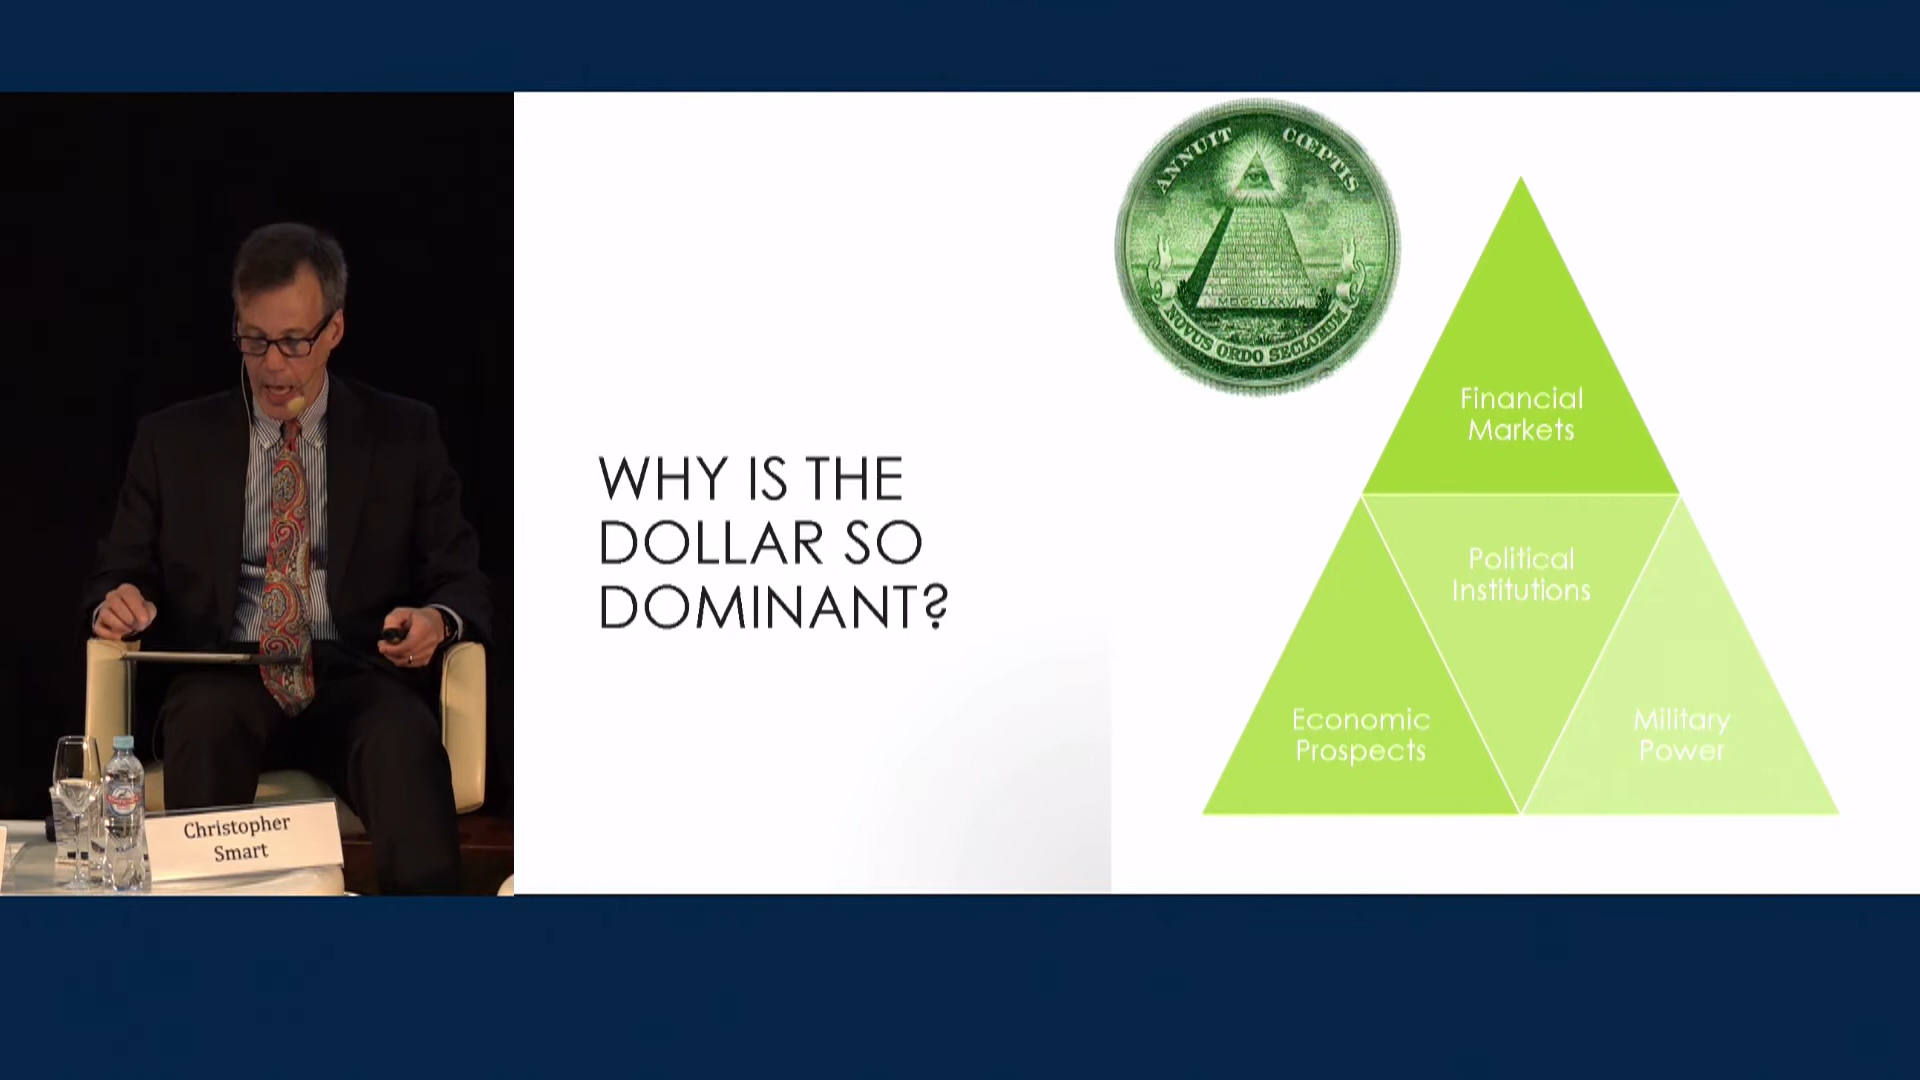 ANNUIT CŒPTIS
MDCCLXXVI
NOVUS ORDO SECLORUM
WHY IS THE
DOLLAR SO
DOMINANT?
Financial
Markets
Political
Institutions
Economic
Prospects
Military
Power
Christopher
Smart